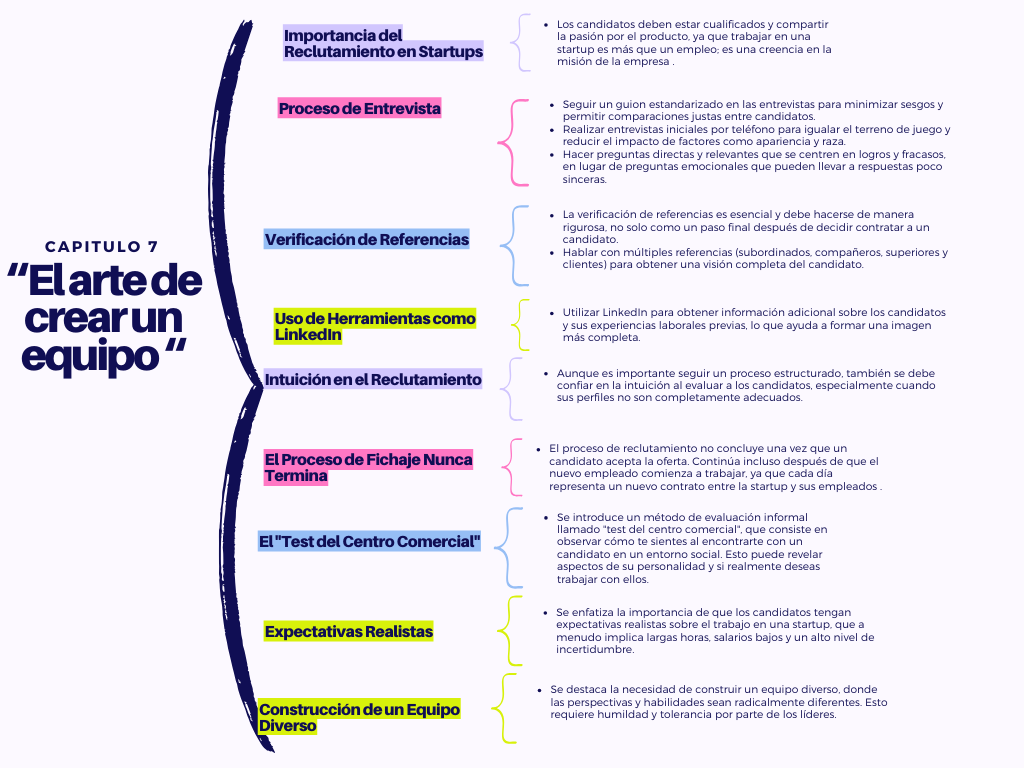 CAPITULO 7
“El arte de
crear un
equipo “
Importancia del
Reclutamiento en Startups
• Los candidatos deben estar cualificados y compartir
la pasión por el producto, ya que trabajar en una
startup es más que un empleo; es una creencia en la
misión de la empresa .
Proceso de Entrevista
• Seguir un guion estandarizado en las entrevistas para minimizar sesgos y
permitir comparaciones justas entre candidatos.
• Realizar entrevistas iniciales por teléfono para igualar el terreno de juego y
reducir el impacto de factores como apariencia y raza.
• Hacer preguntas directas y relevantes que se centren en logros y fracasos,
en lugar de preguntas emocionales que pueden llevar a respuestas poco
sinceras.
Verificación de Referencias
• La verificación de referencias es esencial y debe hacerse de manera
rigurosa, no solo como un paso final después de decidir contratar a un
candidato.
• Hablar con múltiples referencias (subordinados, compañeros, superiores y
clientes) para obtener una visión completa del candidato.
Uso de Herramientas como
LinkedIn
• Utilizar LinkedIn para obtener información adicional sobre los candidatos
y sus experiencias laborales previas, lo que ayuda a formar una imagen
más completa.
Intuición en el Reclutamiento
• Aunque es importante seguir un proceso estructurado, también se debe
confiar en la intuición al evaluar a los candidatos, especialmente cuando
sus perfiles no son completamente adecuados.
El Proceso de Fichaje Nunca
Termina
• El proceso de reclutamiento no concluye una vez que un
candidato acepta la oferta. Continúa incluso después de que el
nuevo empleado comienza a trabajar, ya que cada día
representa un nuevo contrato entre la startup y sus empleados .
El "Test del Centro Comercial"
• Se introduce un método de evaluación informal
llamado "test del centro comercial", que consiste en
observar cómo te sientes al encontrarte con un
candidato en un entorno social. Esto puede revelar
aspectos de su personalidad y si realmente deseas
trabajar con ellos.
Expectativas Realistas
• Se enfatiza la importancia de que los candidatos tengan
expectativas realistas sobre el trabajo en una startup, que a
menudo implica largas horas, salarios bajos y un alto nivel de
incertidumbre.
Construcción de un Equipo
Diverso
• Se destaca la necesidad de construir un equipo diverso, donde
las perspectivas y habilidades sean radicalmente diferentes. Esto
requiere humildad y tolerancia por parte de los líderes.